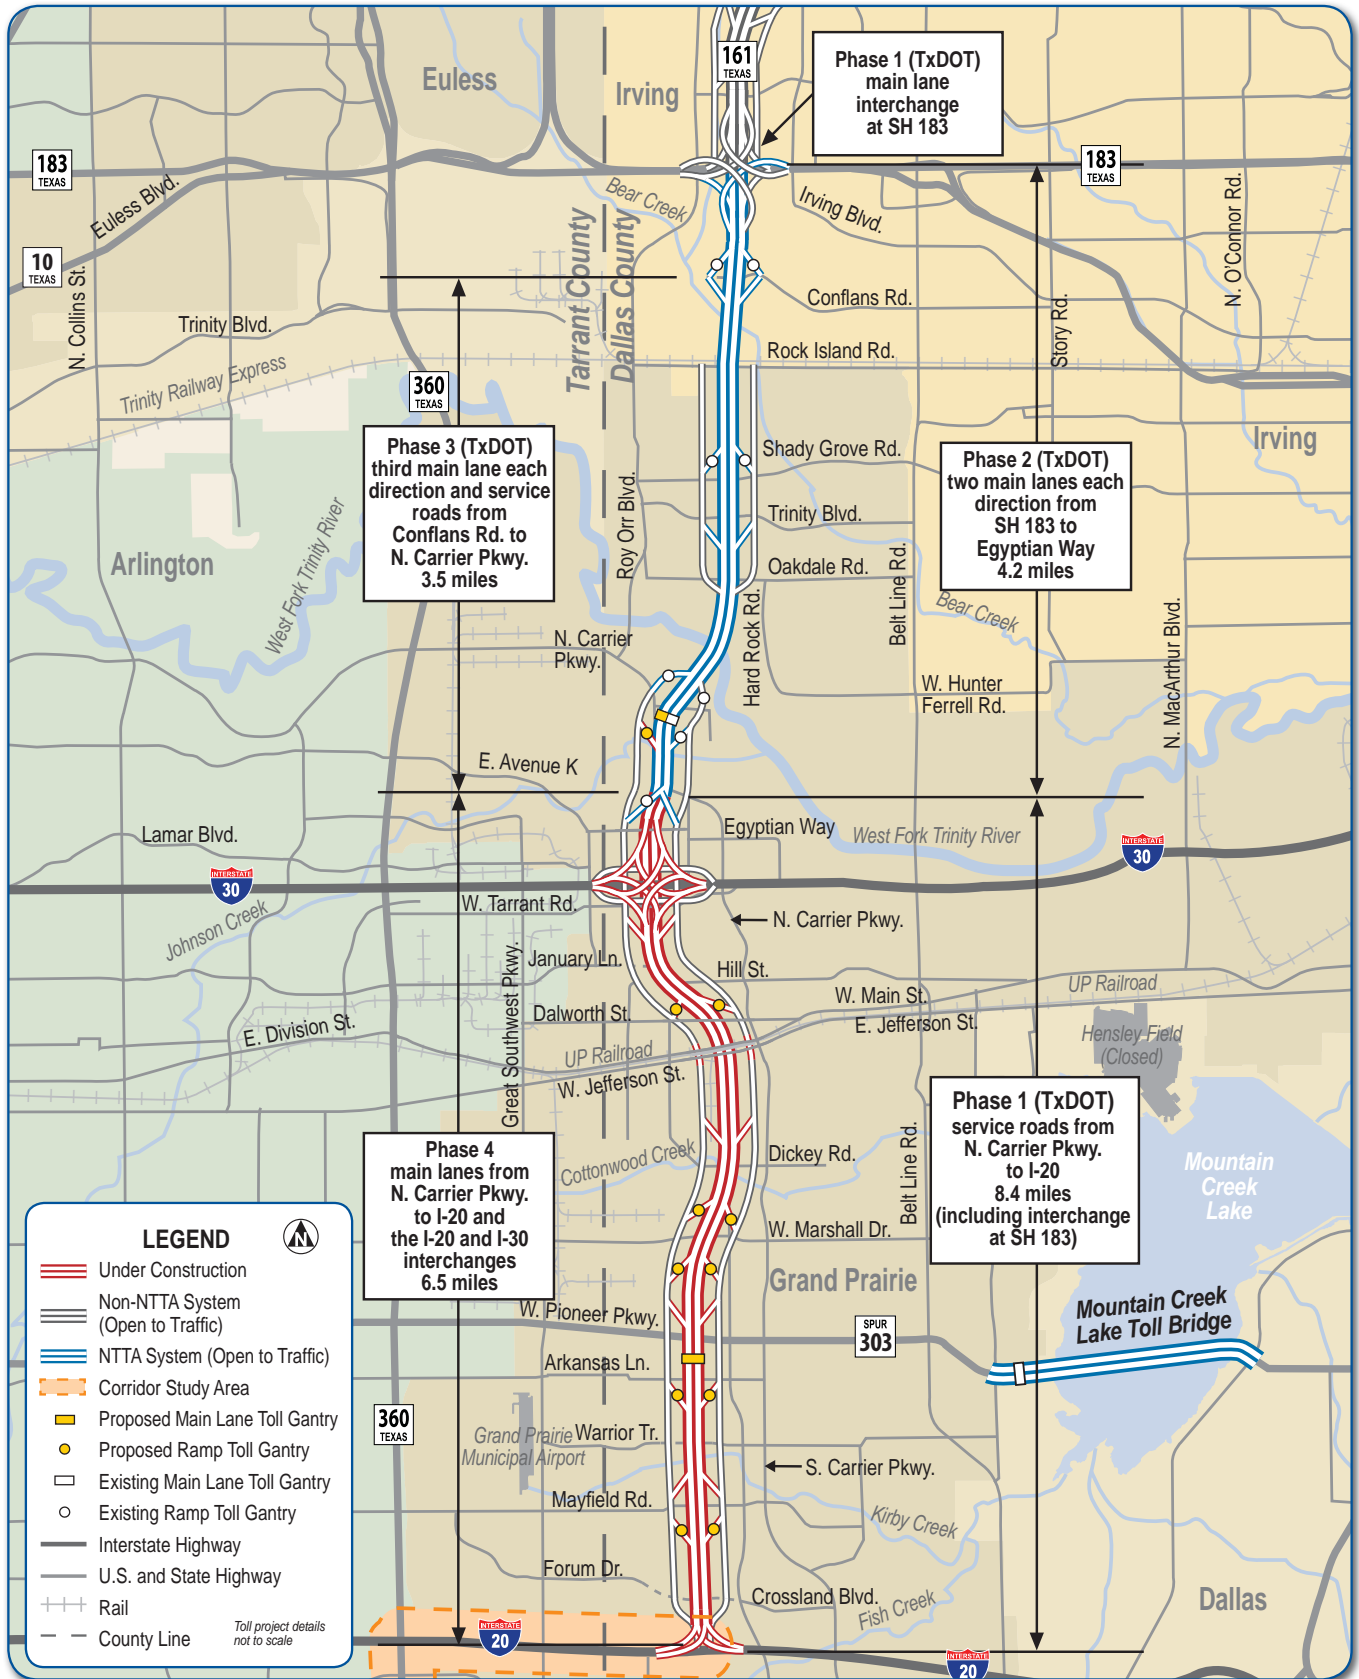 161
TEXAS
Phase 1 (TxDOT)
main lane
interchange
at SH 183
Euless
Irving
183
TEXAS
183
TEXAS
Euless Blvd.
Bear Creek
Irving Blvd.
N. O'Connor Rd.
10
TEXAS
N. Collins St.
Tarrant County
Dallas County
Conflans Rd.
Story Rd.
Trinity Blvd.
Rock Island Rd.
Trinity Railway Express
360
TEXAS
Phase 3 (TxDOT)
third main lane each
direction and service
roads from
Conflans Rd. to
N. Carrier Pkwy.
3.5 miles
Shady Grove Rd.
Irving
Phase 2 (TxDOT)
two main lanes each
direction from
SH 183 to
Egyptian Way
4.2 miles
Roy Orr Blvd.
Trinity Blvd.
West Fork Trinity River
Arlington
Oakdale Rd.
Belt Line Rd.
Bear Creek
Hard Rock Rd.
N. MacArthur Blvd.
N. Carrier
Pkwy.
W. Hunter
Ferrell Rd.
E. Avenue K
Lamar Blvd.
Egyptian Way
West Fork Trinity River
INTERSTATE
30
INTERSTATE
30
W. Tarrant Rd.
Johnson Creek
N. Carrier Pkwy.
January Ln.
Hill St.
Great Southwest Pkwy.
UP Railroad
W. Main St.
Dalworth St.
E. Jefferson St.
E. Division St.
Hensley Field
(Closed)
UP Railroad
W. Jefferson St.
Phase 1 (TxDOT)
service roads from
N. Carrier Pkwy.
to I-20
8.4 miles
(including interchange
at SH 183)
Phase 4
main lanes from
N. Carrier Pkwy.
to I-20 and
the I-20 and I-30
interchanges
6.5 miles
Cottonwood Creek
Dickey Rd.
Belt Line Rd.
Mountain
Creek
Lake
W. Marshall Dr.
Grand Prairie
Mountain Creek
Lake Toll Bridge
W. Pioneer Pkwy.
SPUR
303
Arkansas Ln.
360
TEXAS
Grand Prairie
Municipal Airport
Warrior Tr.
S. Carrier Pkwy.
Mayfield Rd.
Kirby Creek
Forum Dr.
Crossland Blvd.
Fish Creek
Dallas
INTERSTATE
20
INTERSTATE
20
LEGEND
N
Under Construction
Non-NTTA System
(Open to Traffic)
NTTA System (Open to Traffic)
Corridor Study Area
Proposed Main Lane Toll Gantry
Proposed Ramp Toll Gantry
Existing Main Lane Toll Gantry
Existing Ramp Toll Gantry
Interstate Highway
U.S. and State Highway
Rail
County Line
Toll project details
not to scale